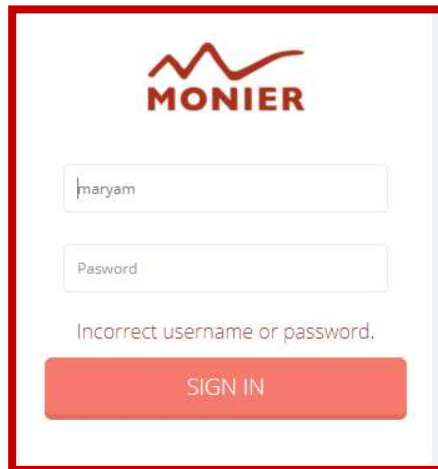 MONIER
maryam
Pasword
Incorrect username or password.
SIGN IN